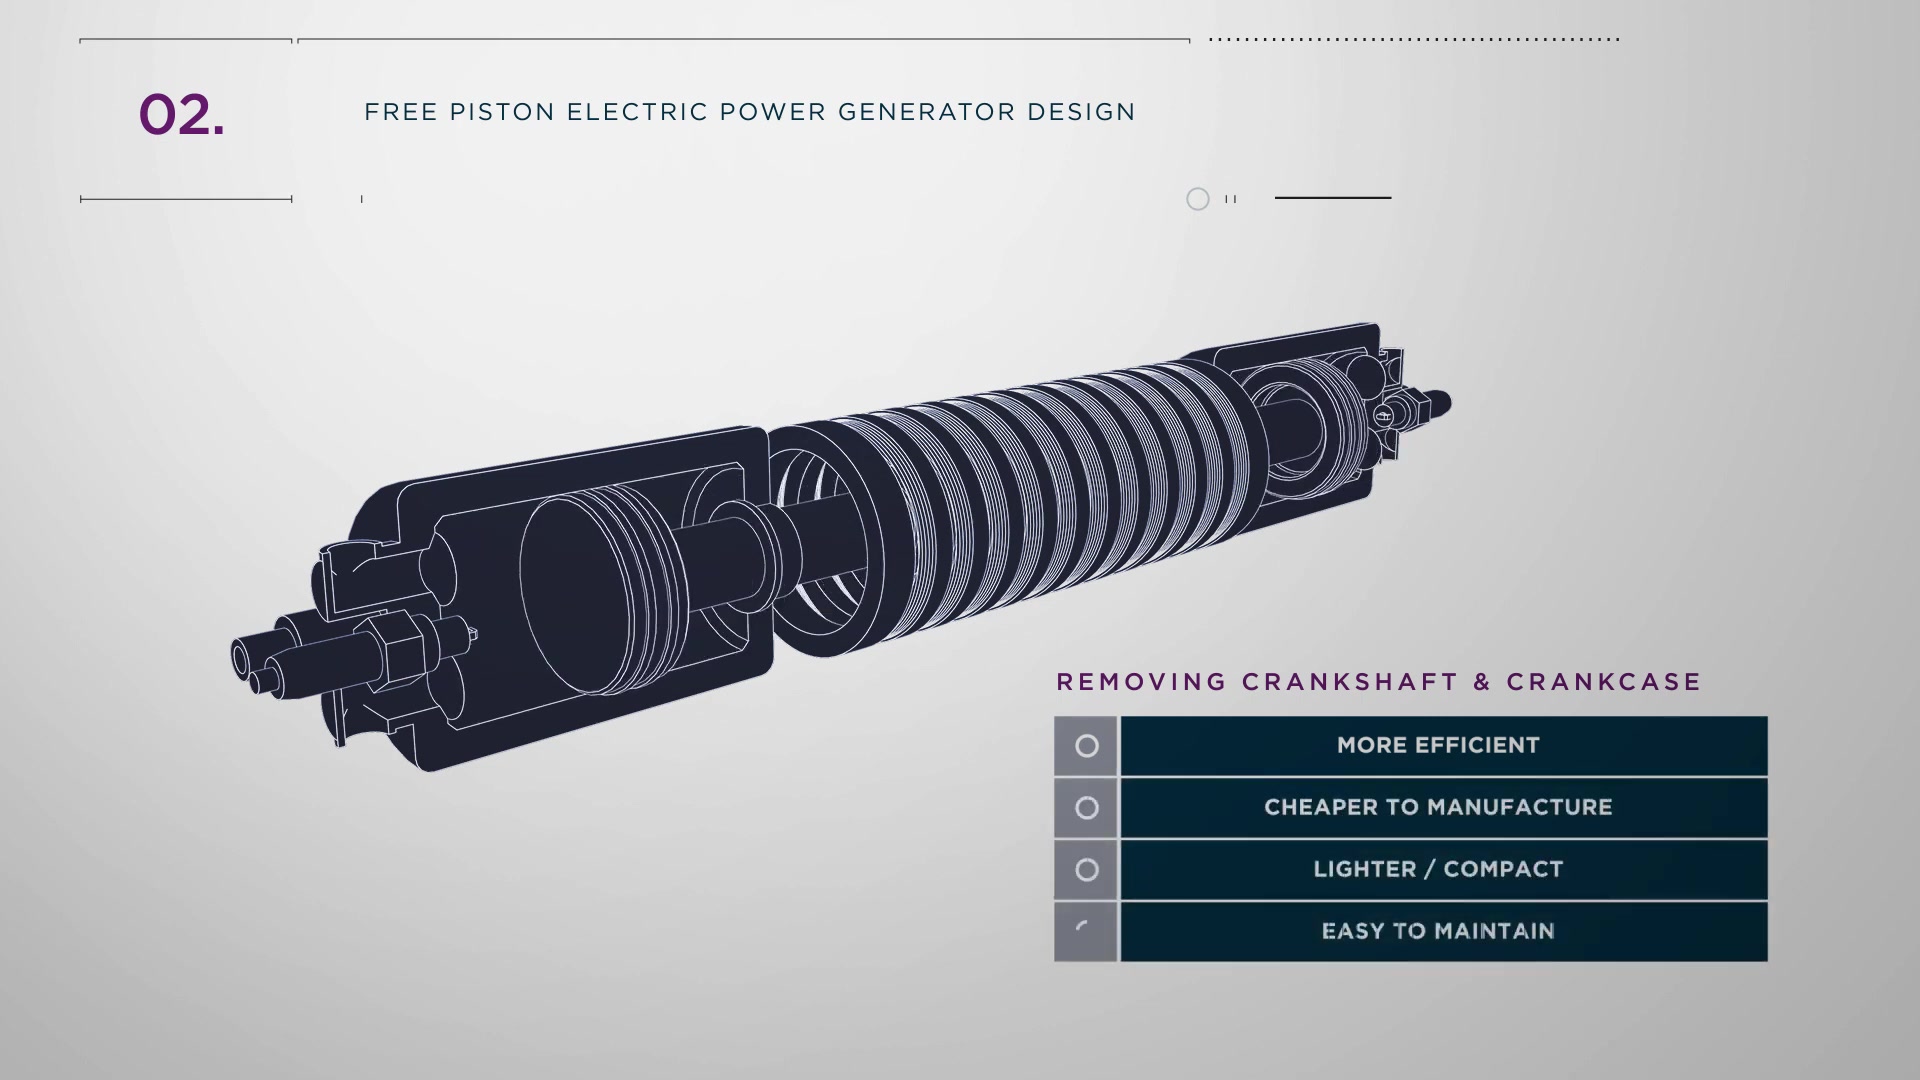 02.
FREE PISTON ELECTRIC POWER GENERATOR DESIGN
REMOVING CRANKSHAFT & CRANKCASE
MORE EFFICIENT
CHEAPER TO MANUFACTURE
LIGHTER / COMPACT
EASY TO MAINTAIN